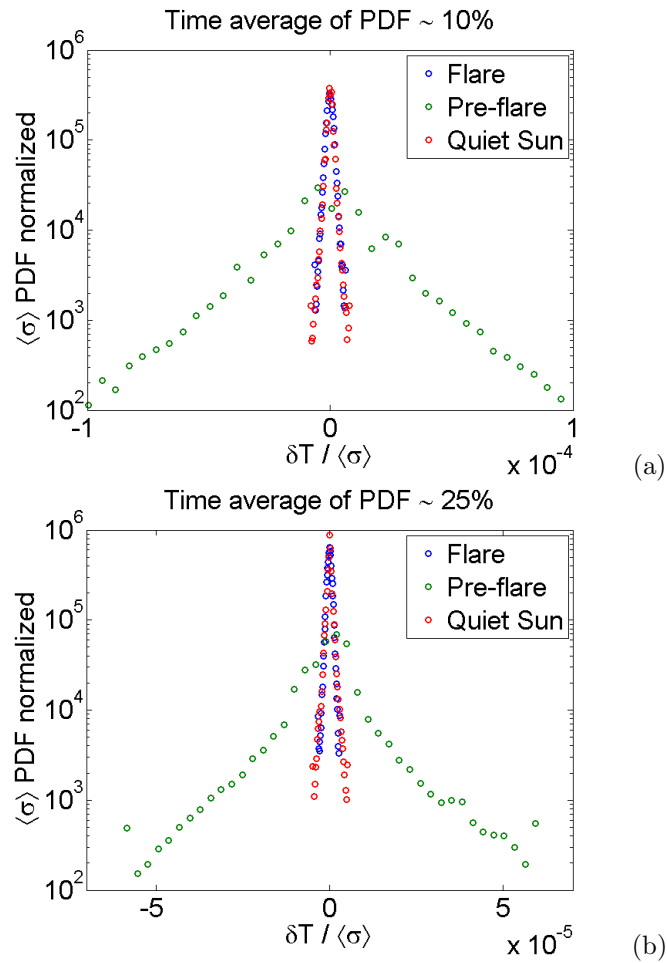 Time average of PDF ~ 10%
10^6
10^5
10^4
10^3
10^2
⟨σ⟩ PDF normalized
Flare
Pre-flare
Quiet Sun
-1
0
1
δT / ⟨σ⟩
x 10^-4
(a)
Time average of PDF ~ 25%
10^6
10^5
10^4
10^3
10^2
⟨σ⟩ PDF normalized
Flare
Pre-flare
Quiet Sun
-5
0
5
δT / ⟨σ⟩
x 10^-5
(b)